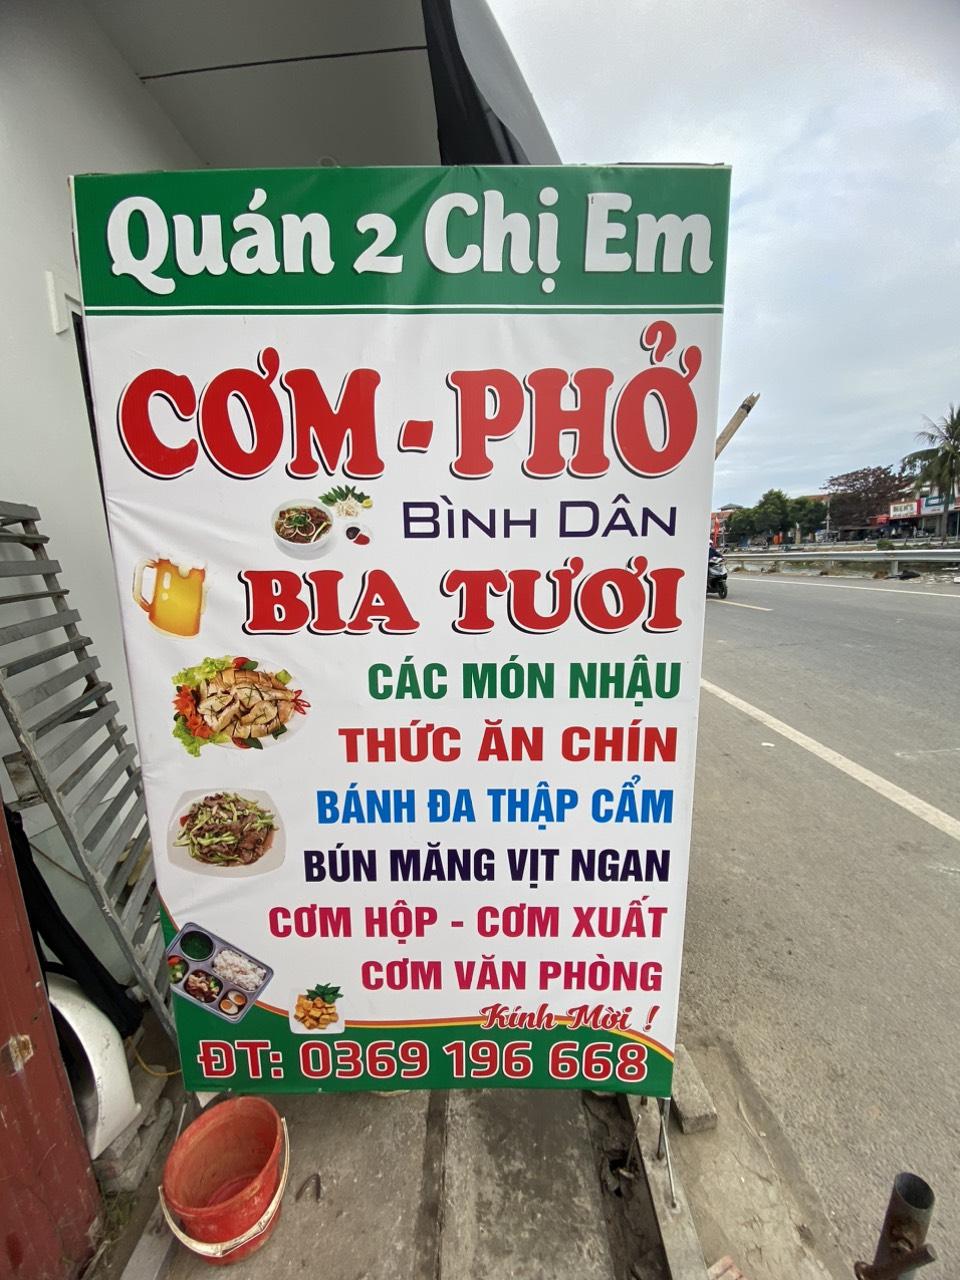 Quán 2 Chị Em
CƠM - PHỞ
BÌNH DÂN
BIA TƯƠI
CÁC MÓN NHẬU
THỨC ĂN CHÍN
BÁNH ĐA THẬP CẨM
BÚN MĂNG VỊT NGAN
CƠM HỘP - CƠM XUẤT
CƠM VĂN PHÒNG
Kính Mời !
ĐT: 0369 196 668